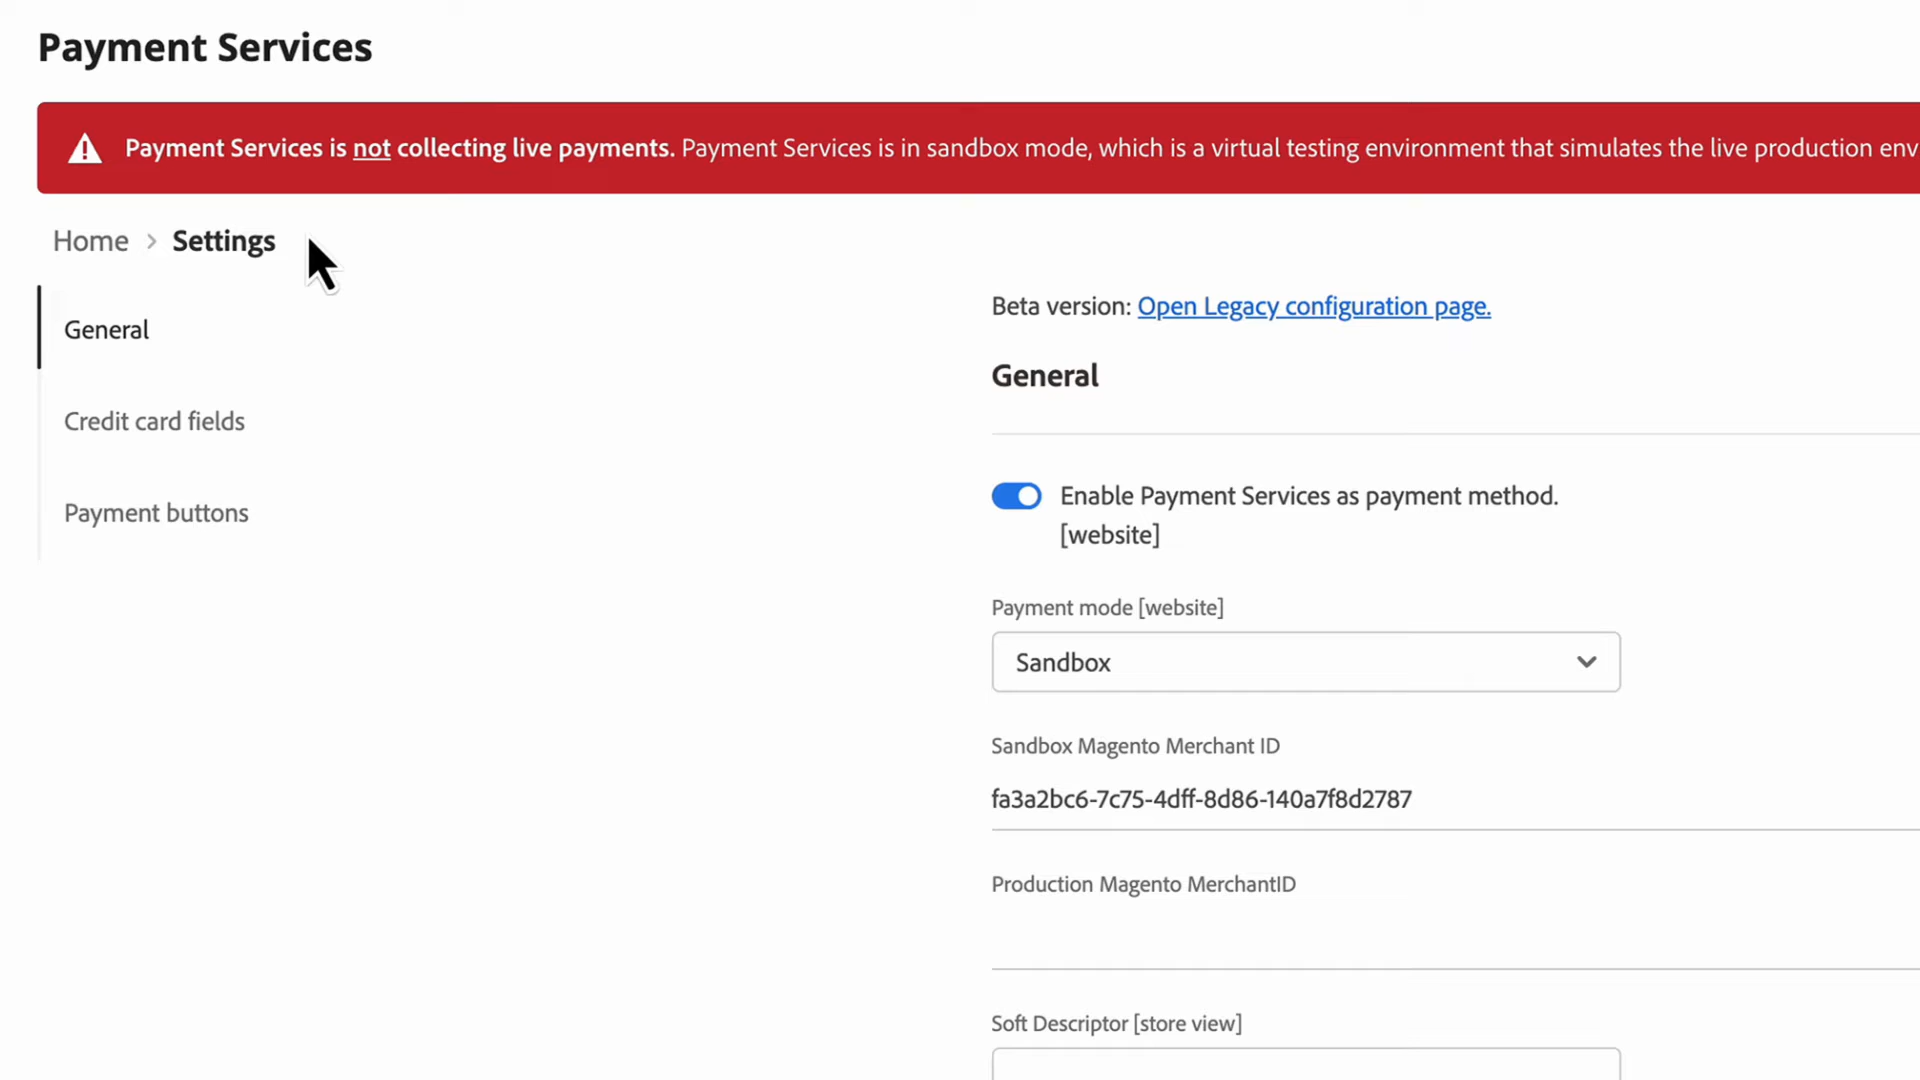 Payment Services
Payment Services is not collecting live payments. Payment Services is in sandbox mode, which is a virtual testing environment that simulates the live production env
Home > Settings
General
Credit card fields
Payment buttons
Beta version: Open Legacy configuration page.
General
Enable Payment Services as payment method.
[website]
Payment mode [website]
Sandbox
Sandbox Magento Merchant ID
fa3a2bc6-7c75-4dff-8d86-140a7f8d2787
Production Magento MerchantID
Soft Descriptor [store view]